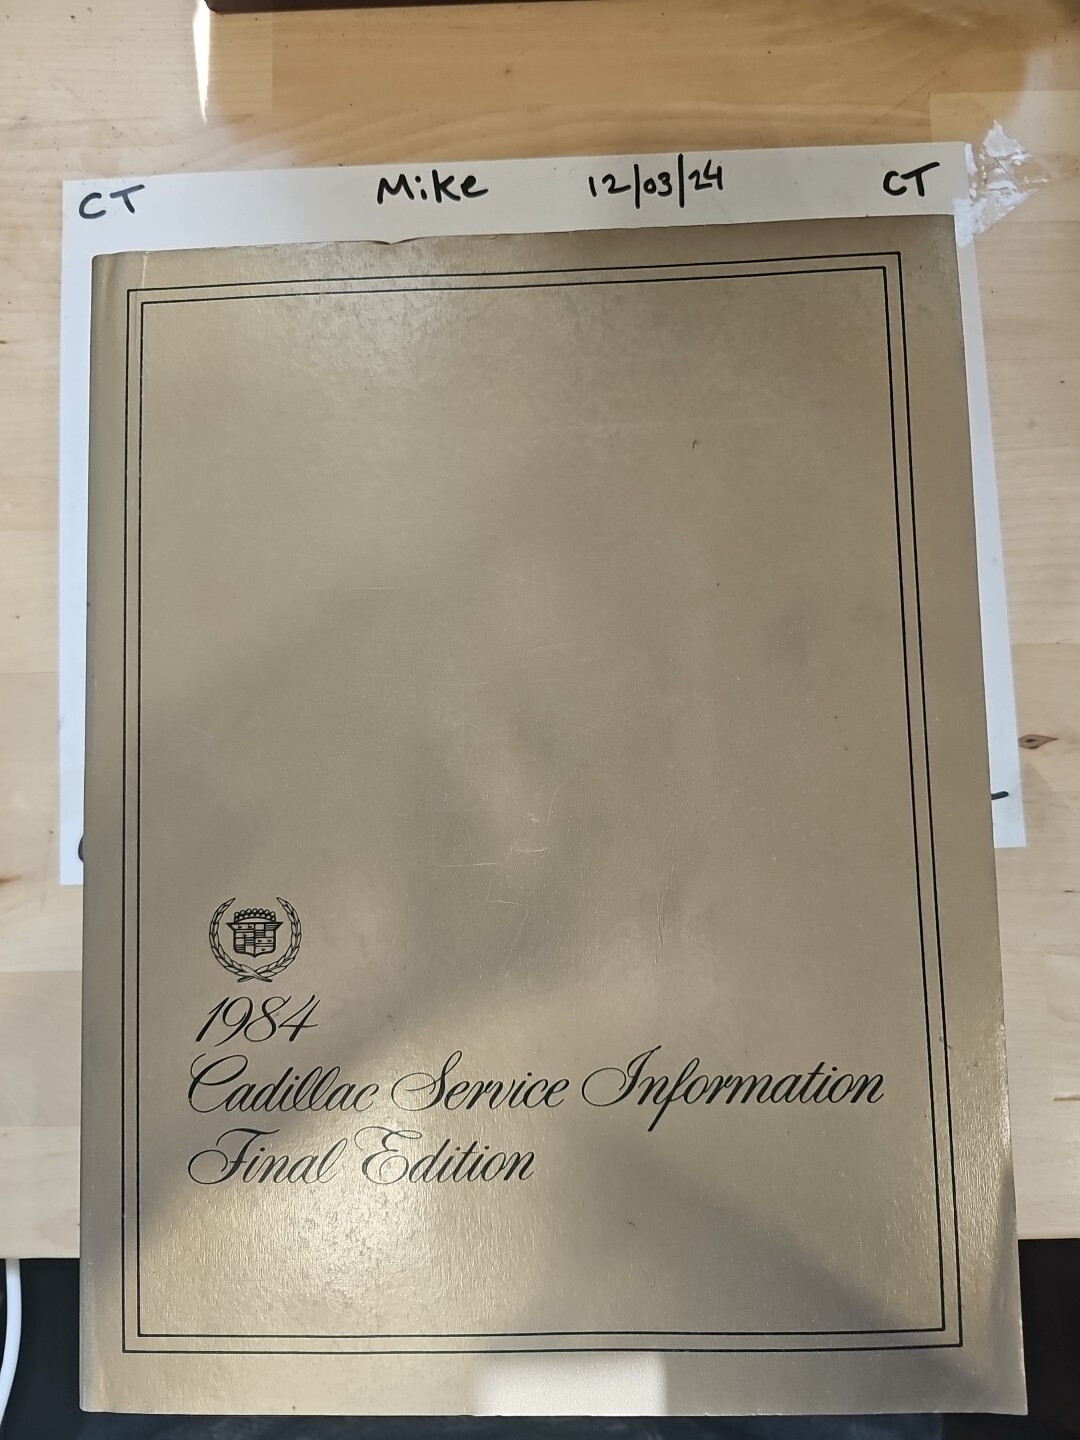 CT Mike 12/03/24 CT
1984
Cadillac Service Information
Final Edition